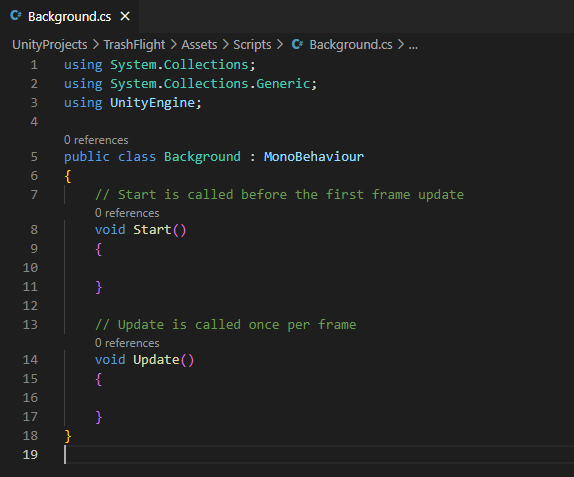 Background.cs
UnityProjects > TrashFlight > Assets > Scripts > Background.cs > ...
1 using System.Collections;
2 using System.Collections.Generic;
3 using UnityEngine;
4
0 references
5 public class Background : MonoBehaviour
6 {
7     // Start is called before the first frame update
0 references
8     void Start()
9     {
10
11     }
12
13     // Update is called once per frame
0 references
14     void Update()
15     {
16
17     }
18 }
19